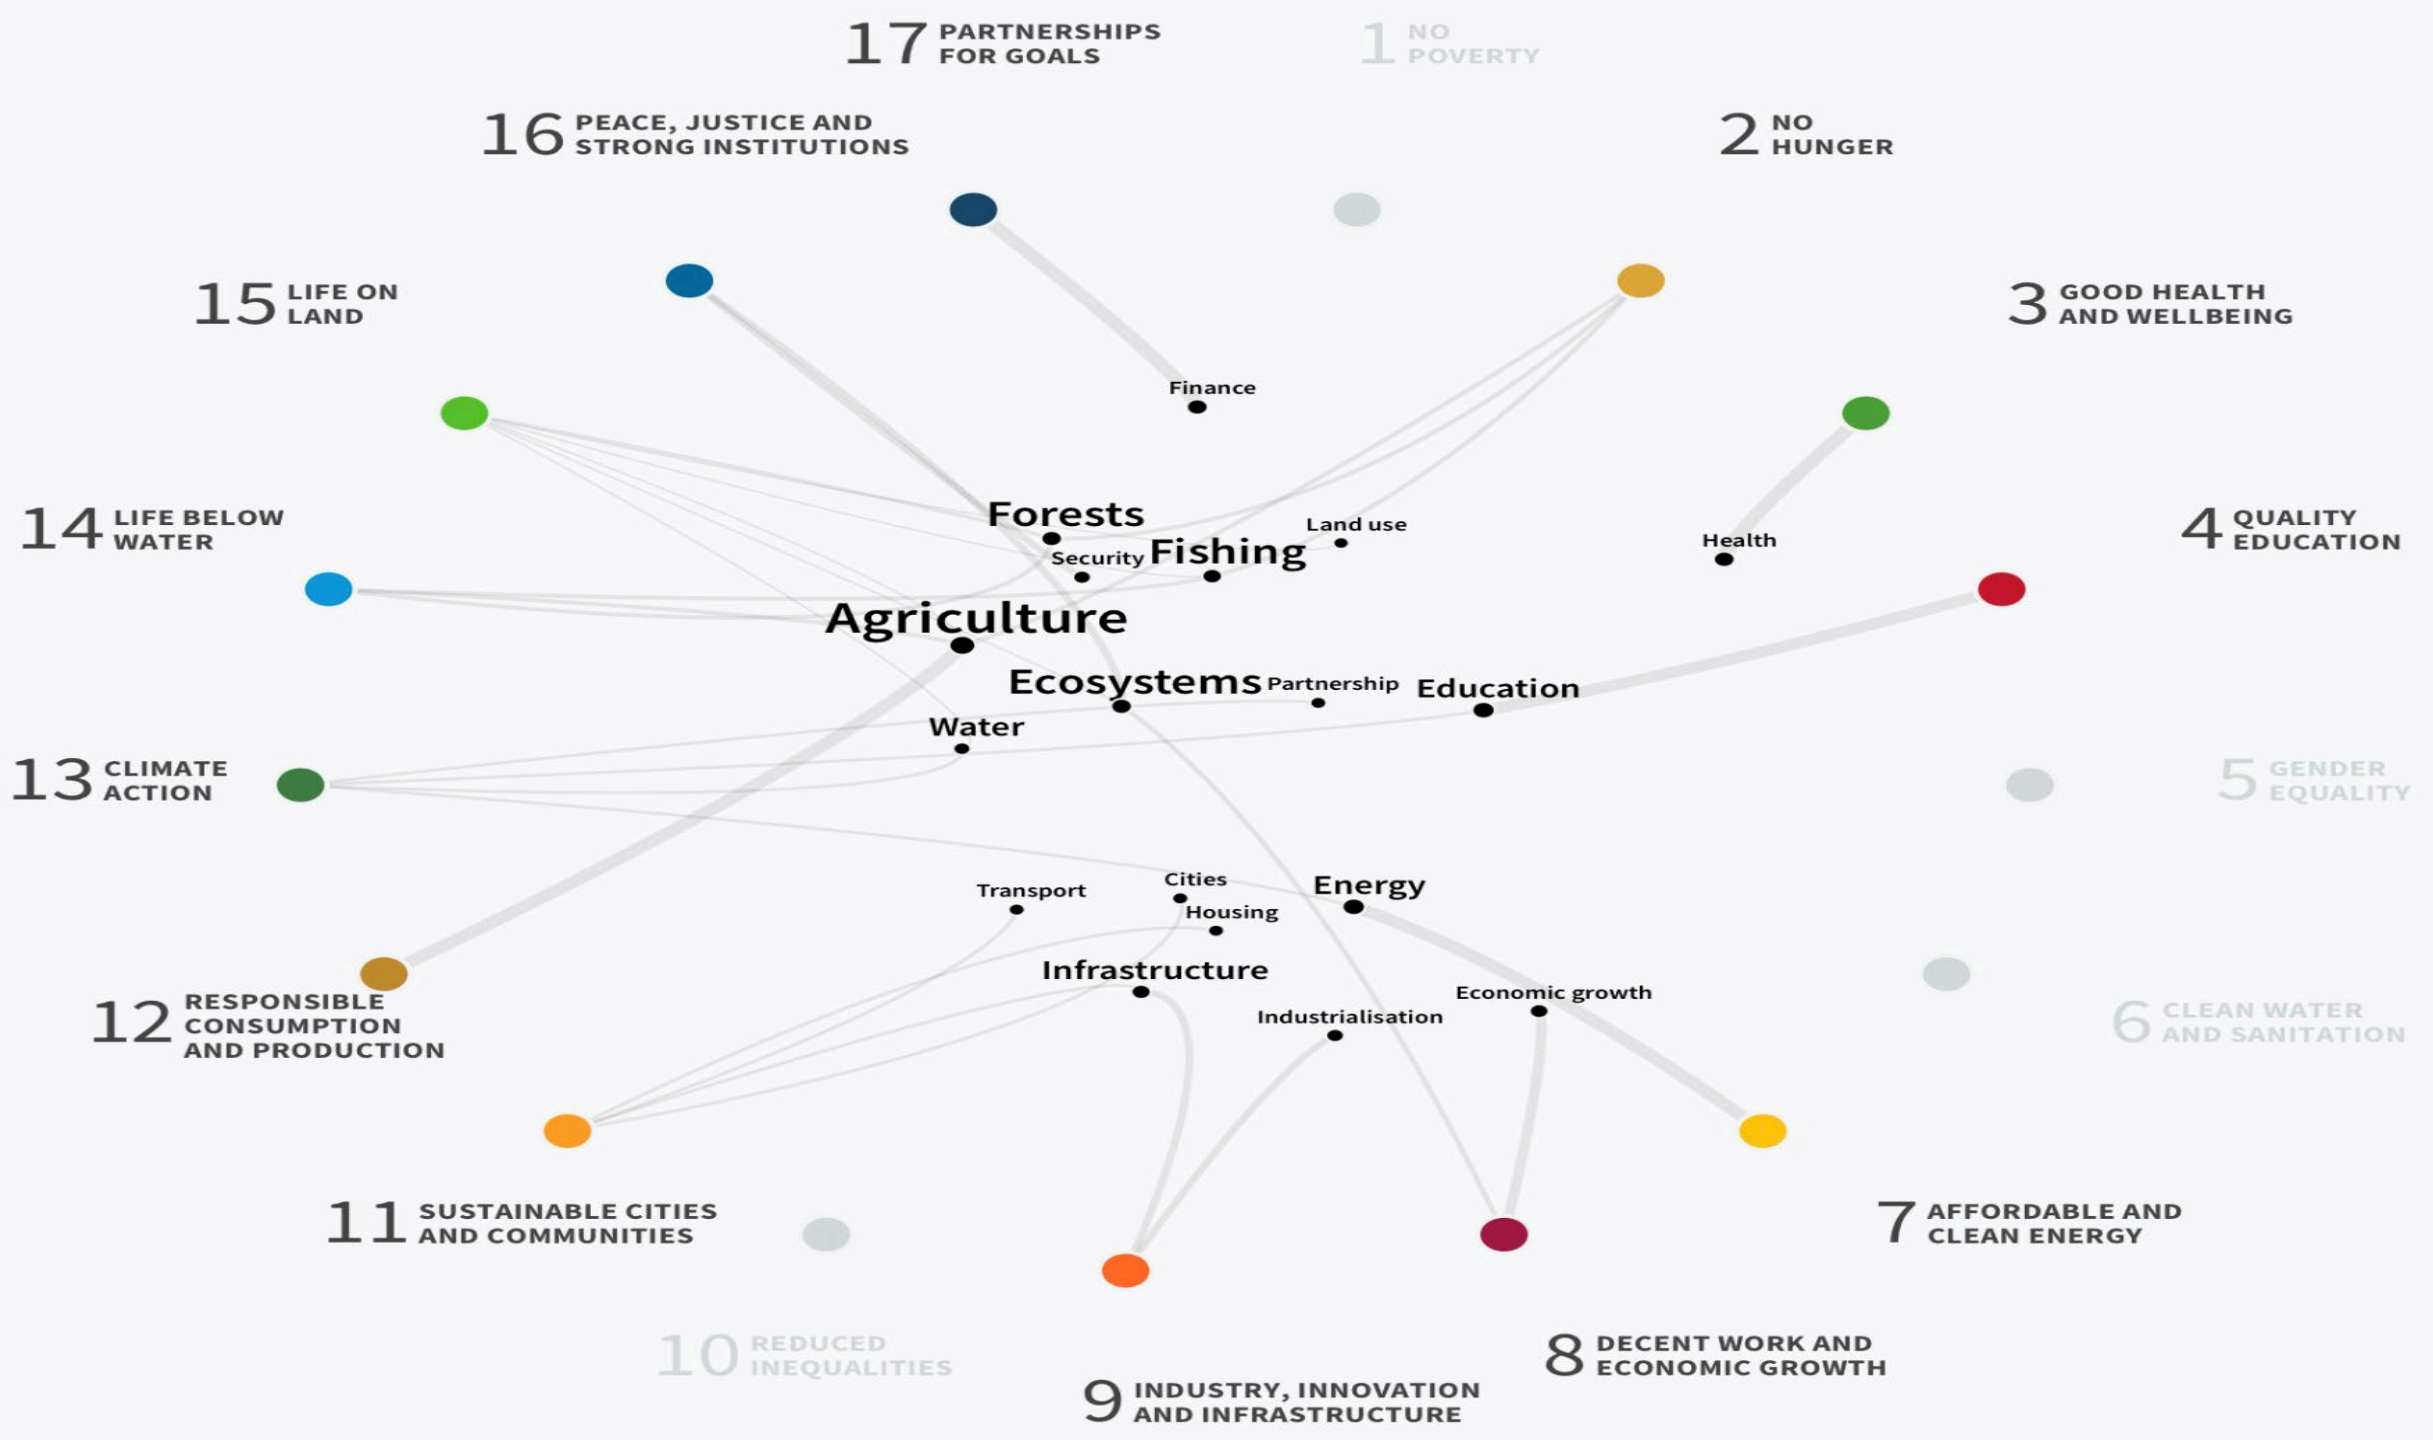 17 PARTNERSHIPS
FOR GOALS
1 NO
POVERTY
16 PEACE, JUSTICE AND
STRONG INSTITUTIONS
2 NO
HUNGER
15 LIFE ON
LAND
3 GOOD HEALTH
AND WELLBEING
Finance
14 LIFE BELOW
WATER
Forests
Land use
Security
Fishing
Health
4 QUALITY
EDUCATION
Agriculture
Ecosystems
Partnership
Education
Water
13 CLIMATE
ACTION
5 GENDER
EQUALITY
Transport
Cities
Housing
Energy
Infrastructure
Industrialisation
Economic growth
12 RESPONSIBLE
CONSUMPTION
AND PRODUCTION
6 CLEAN WATER
AND SANITATION
11 SUSTAINABLE CITIES
AND COMMUNITIES
7 AFFORDABLE AND
CLEAN ENERGY
10 REDUCED
INEQUALITIES
8 DECENT WORK AND
ECONOMIC GROWTH
9 INDUSTRY, INNOVATION
AND INFRASTRUCTURE